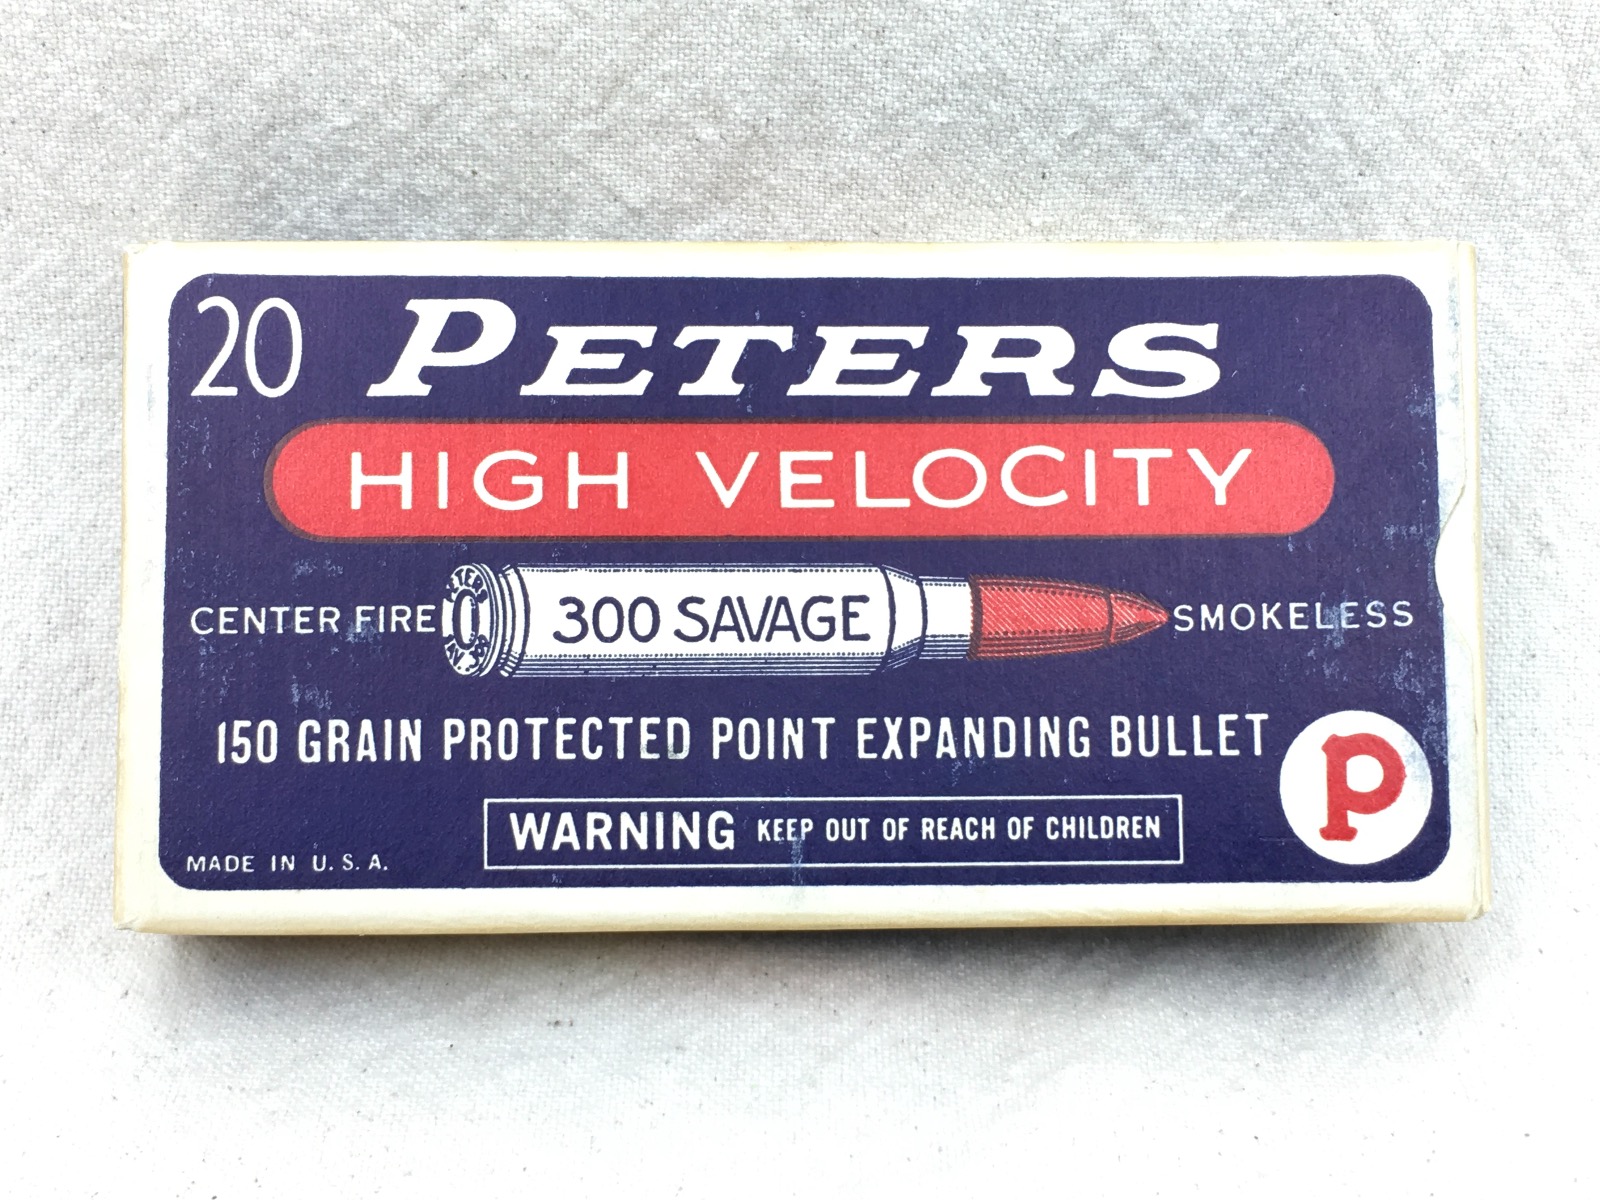 20 PETERS
HIGH VELOCITY
CENTER FIRE 300 SAVAGE SMOKELESS
150 GRAIN PROTECTED POINT EXPANDING BULLET
P
WARNING KEEP OUT OF REACH OF CHILDREN
MADE IN U.S.A.